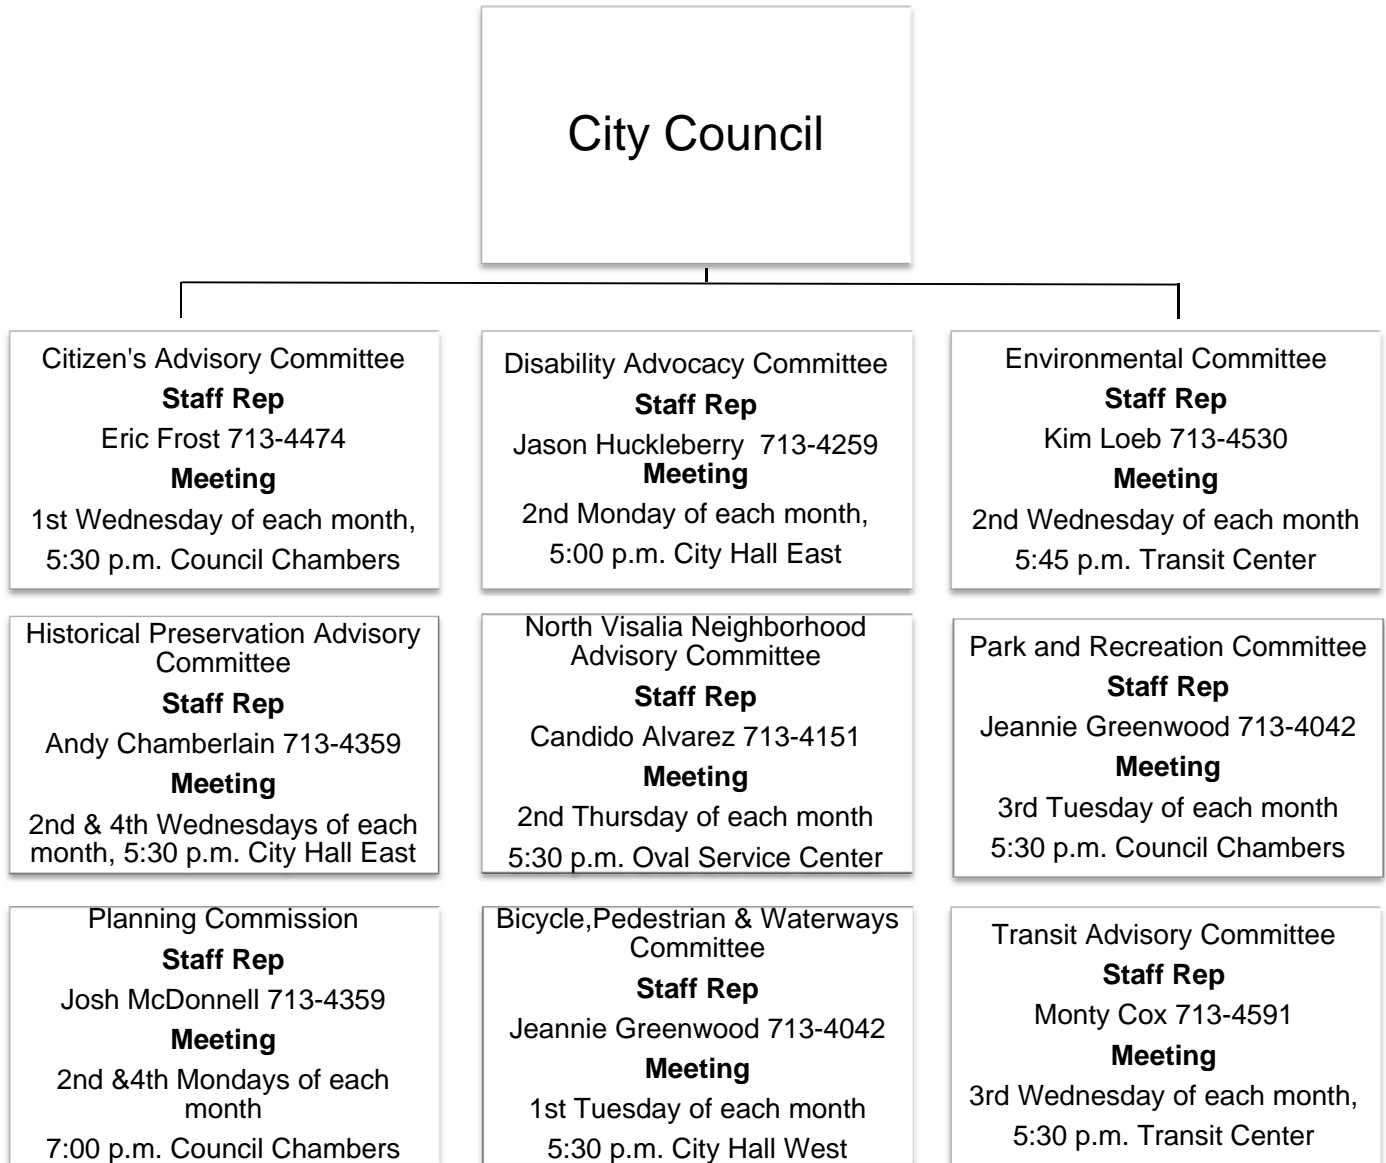 City Council
Citizen's Advisory Committee
Staff Rep
Eric Frost 713-4474
Meeting
1st Wednesday of each month,
5:30 p.m. Council Chambers
Disability Advocacy Committee
Staff Rep
Jason Huckleberry  713-4259
Meeting
2nd Monday of each month,
5:00 p.m. City Hall East
Environmental Committee
Staff Rep
Kim Loeb 713-4530
Meeting
2nd Wednesday of each month
5:45 p.m. Transit Center
Historical Preservation Advisory
Committee
Staff Rep
Andy Chamberlain 713-4359
Meeting
2nd & 4th Wednesdays of each
month, 5:30 p.m. City Hall East
North Visalia Neighborhood
Advisory Committee
Staff Rep
Candido Alvarez 713-4151
Meeting
2nd Thursday of each month
5:30 p.m. Oval Service Center
Park and Recreation Committee
Staff Rep
Jeannie Greenwood 713-4042
Meeting
3rd Tuesday of each month
5:30 p.m. Council Chambers
Planning Commission
Staff Rep
Josh McDonnell 713-4359
Meeting
2nd &4th Mondays of each
month
7:00 p.m. Council Chambers
Bicycle,Pedestrian & Waterways
Committee
Staff Rep
Jeannie Greenwood 713-4042
Meeting
1st Tuesday of each month
5:30 p.m. City Hall West
Transit Advisory Committee
Staff Rep
Monty Cox 713-4591
Meeting
3rd Wednesday of each month,
5:30 p.m. Transit Center